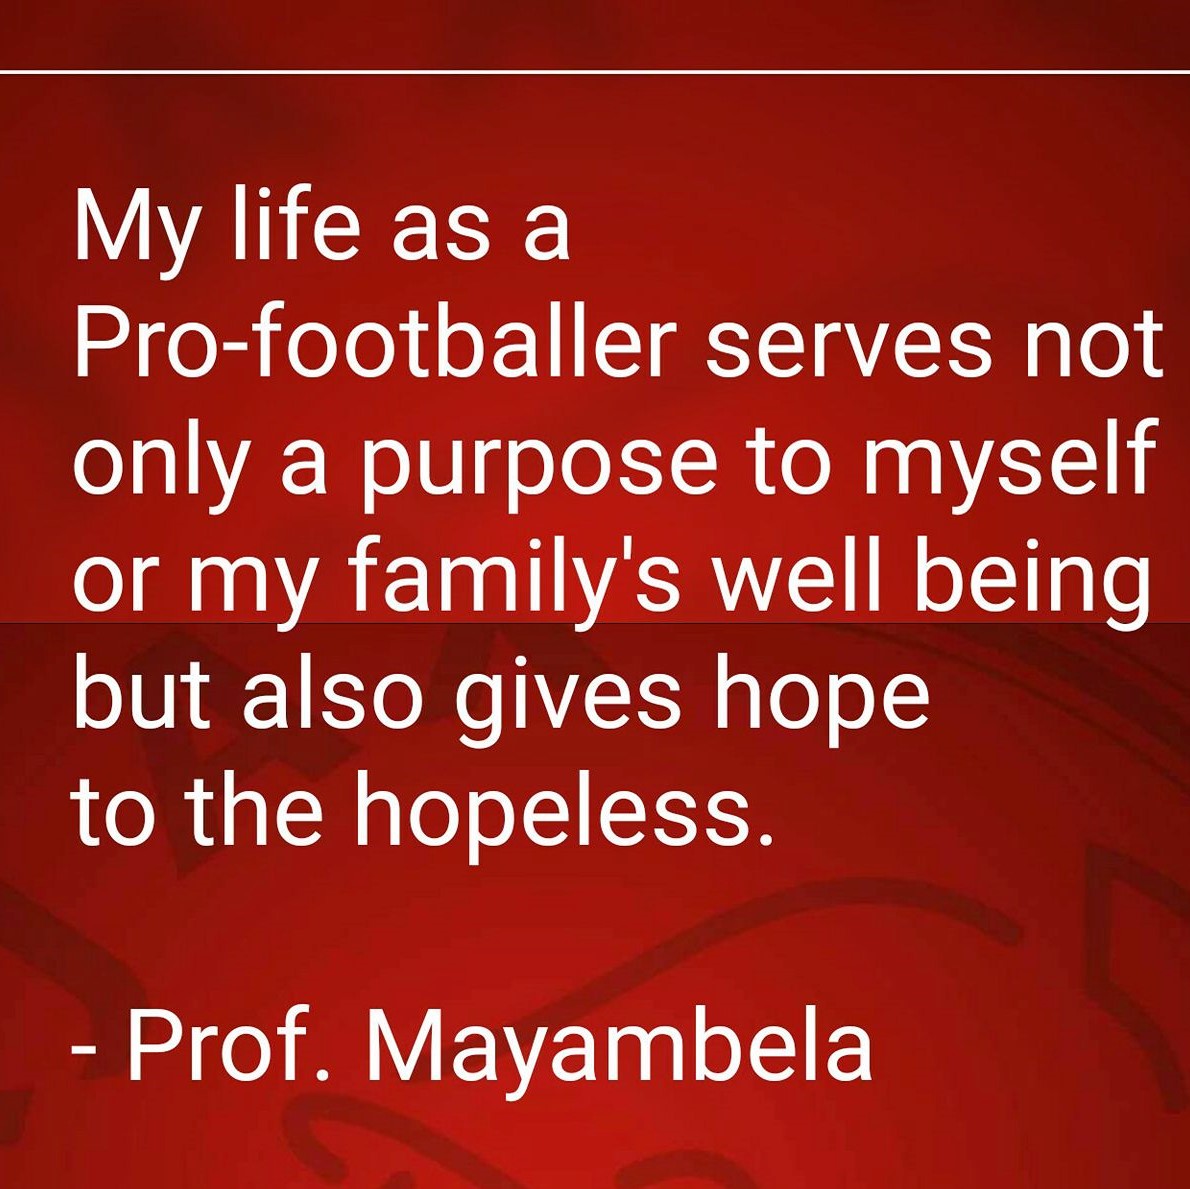 My life as a
Pro-footballer serves not
only a purpose to myself
or my family's well being
but also gives hope
to the hopeless.
- Prof. Mayambela